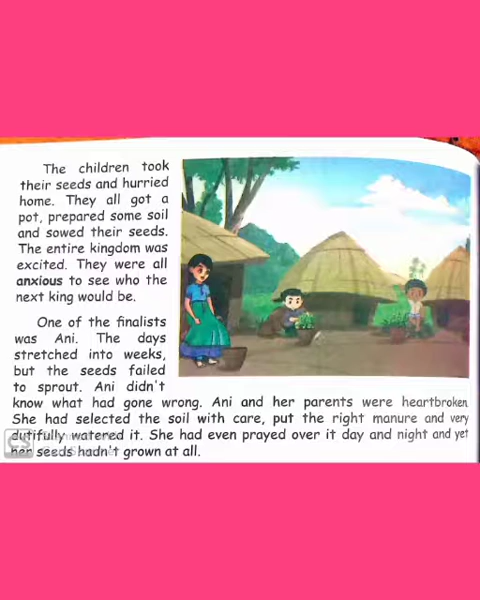 The children took
their seeds and hurried
home. They all got a
pot, prepared some soil
and sowed their seeds.
The entire kingdom was
excited. They were all
anxious to see who the
next king would be.
One of the finalists
was Ani. The days
stretched into weeks,
but the seeds failed
to sprout. Ani didn't
know what had gone wrong. Ani and her parents were heartbroken.
She had selected the soil with care, put the right manure and very
dutifully watered it. She had even prayed over it day and night and yet
her seeds hadn't grown at all.
CS